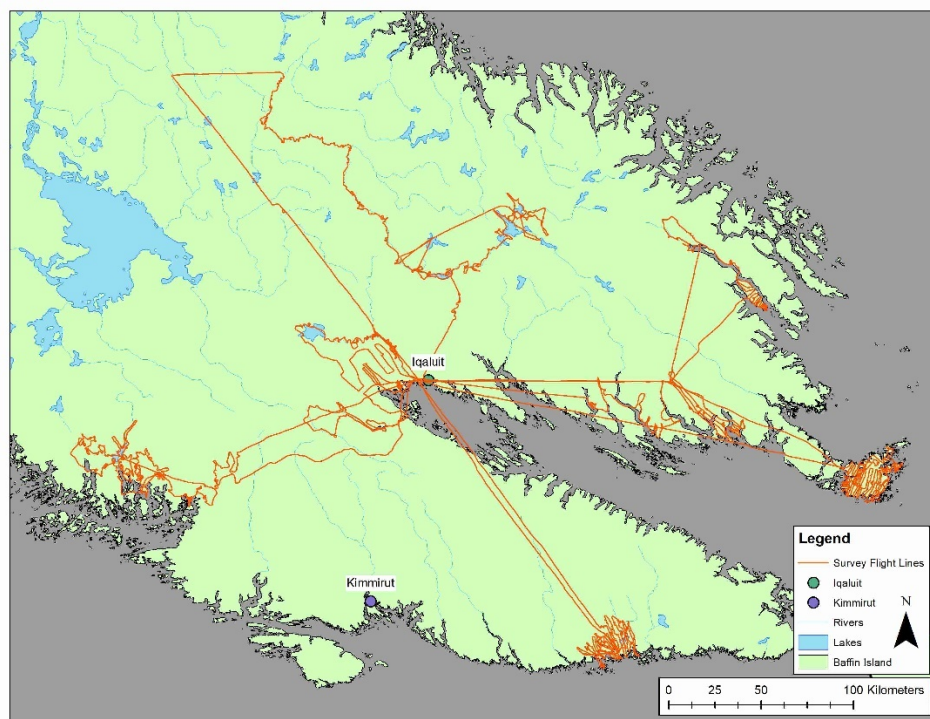 Iqaluit
Kimmirut
Legend
Survey Flight Lines
Iqaluit
Kimmirut
Rivers
Lakes
Baffin Island
N
0 25 50 100 Kilometers